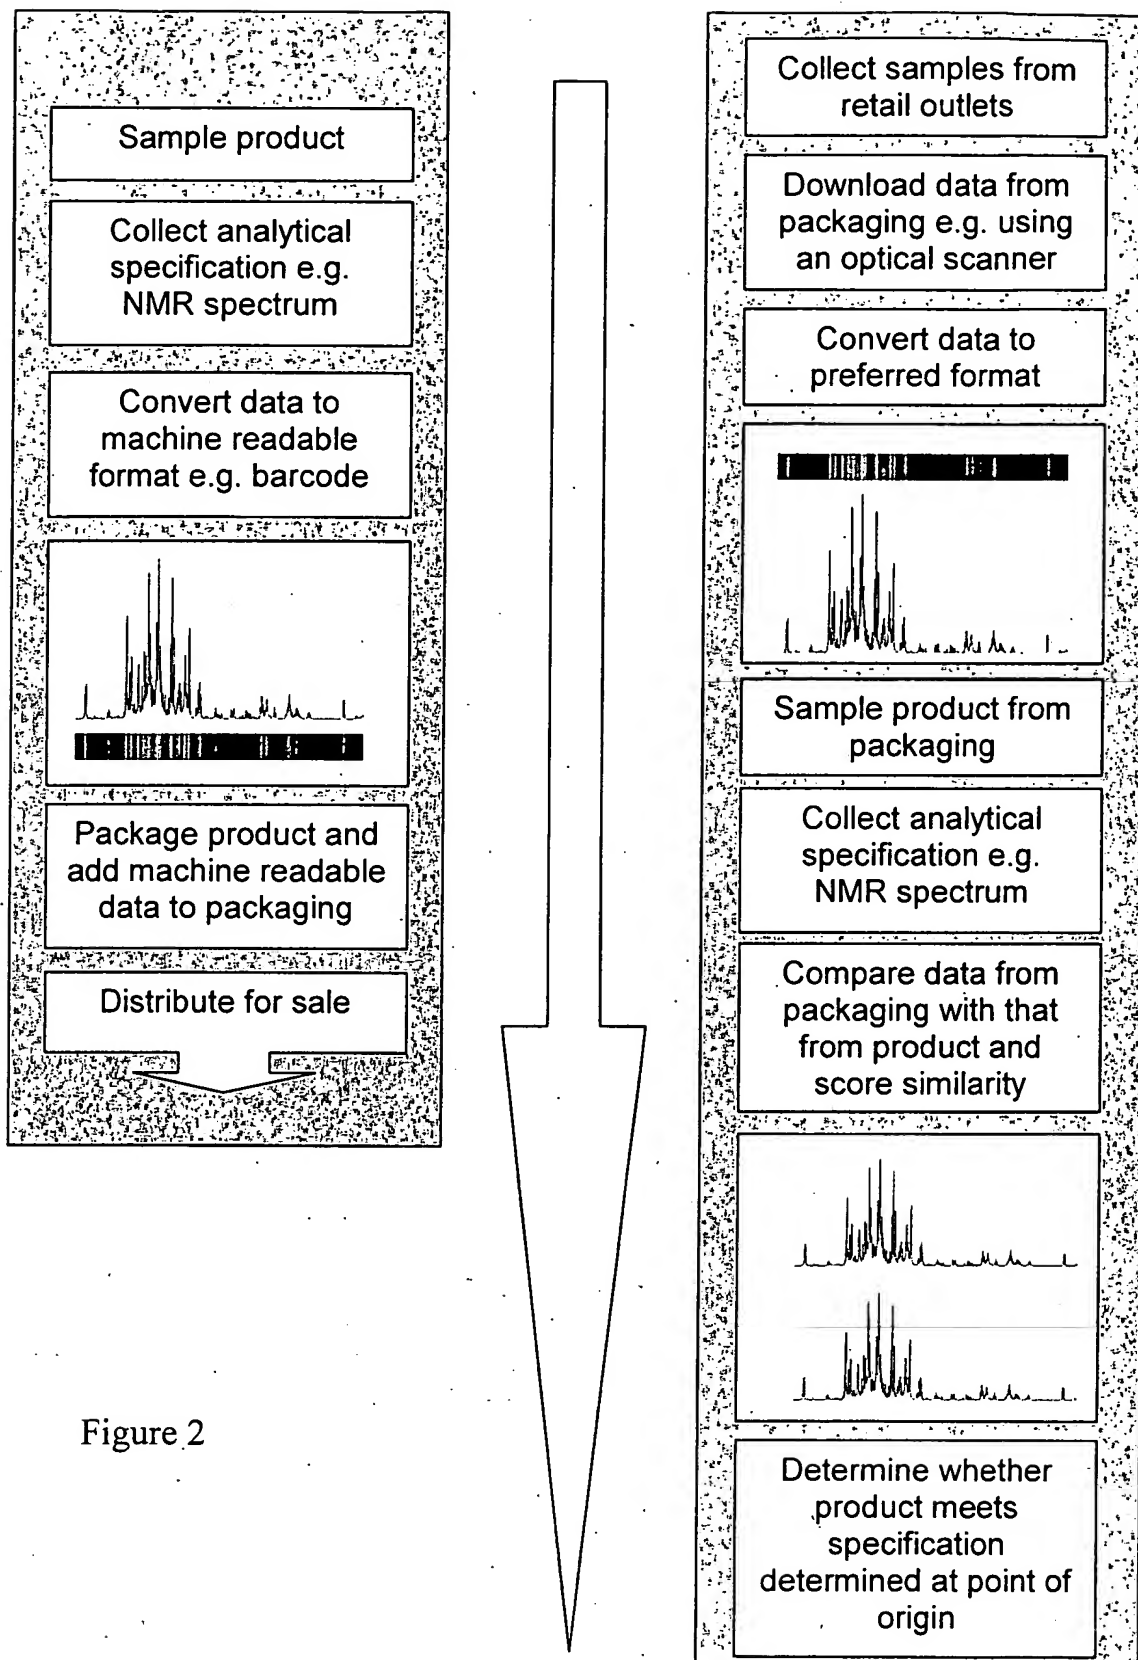 Sample product
Collect analytical
specification e.g.
NMR spectrum
Convert data to
machine readable
format e.g. barcode
Package product and
add machine readable
data to packaging
Distribute for sale
Figure 2
Collect samples from
retail outlets
Download data from
packaging e.g. using
an optical scanner
Convert data to
preferred format
Sample product from
packaging
Collect analytical
specification e.g.
NMR spectrum
Compare data from
packaging with that
from product and
score similarity
Determine whether
product meets
specification
determined at point of
origin